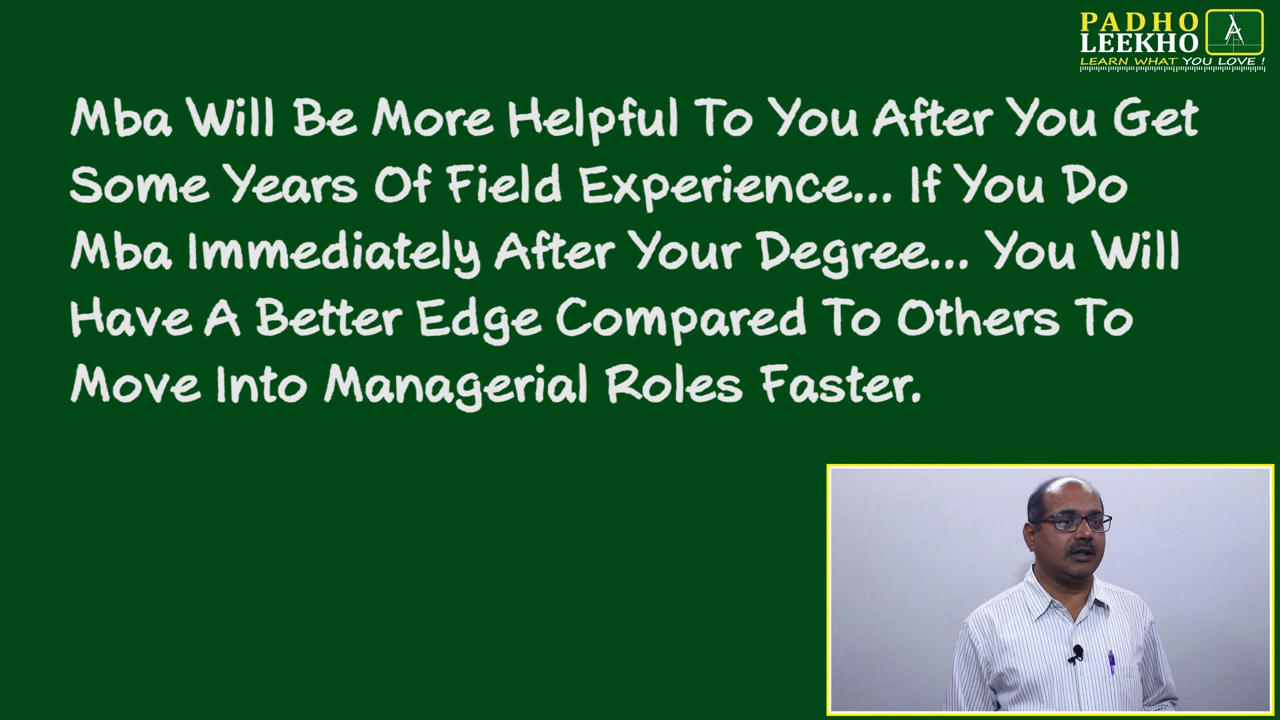 PADHO
LEEKHO
LEARN WHAT YOU LOVE !
Mba Will Be More Helpful To You After You Get
Some Years Of Field Experience... If You Do
Mba Immediately After Your Degree... You Will
Have A Better Edge Compared To Others To
Move Into Managerial Roles Faster.